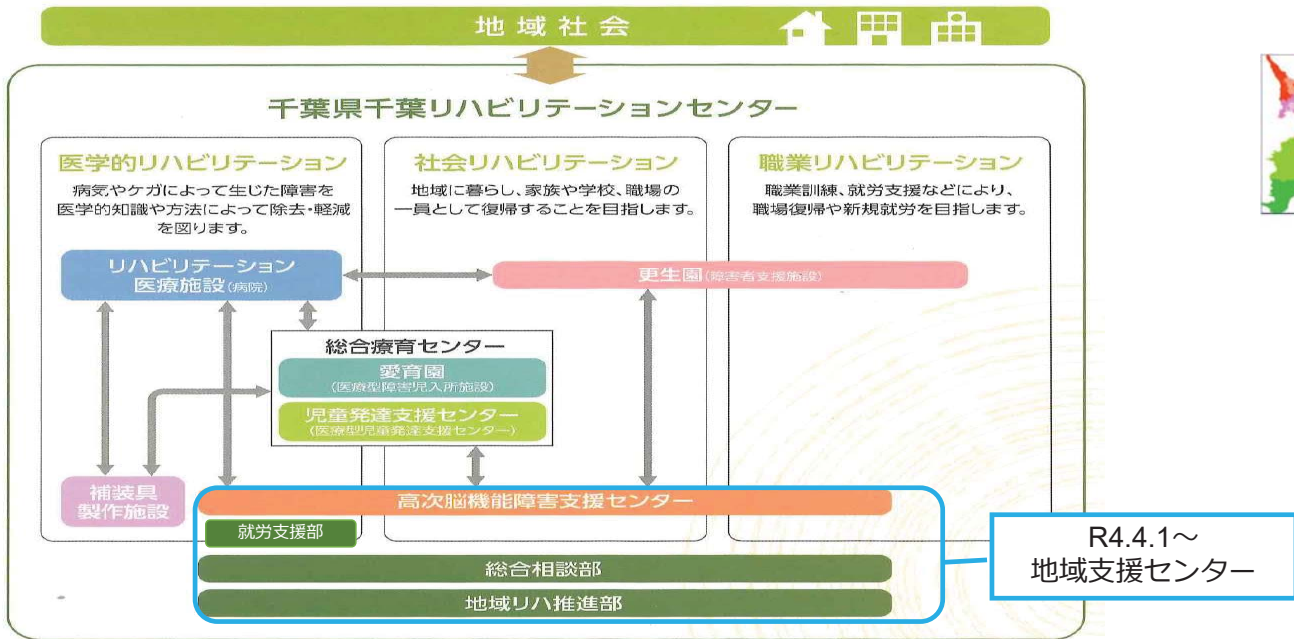 地域社会
千葉県千葉リハビリテーションセンター
医学的リハビリテーション
病気やケガによって生じた障害を
医学的知識や方法によって除去・軽減
を図ります。
社会リハビリテーション
地域に暮らし、家族や学校、職場の
一員として復帰することを目指します。
職業リハビリテーション
職業訓練、就労支援などにより、
職場復帰や新規就労を目指します。
リハビリテーション
医療施設(病院)
更生園(障害者支援施設)
総合療育センター
愛育園
(医療型障害児入所施設)
児童発達支援センター
(医療型児童発達支援センター)
補装具
製作施設
高次脳機能障害支援センター
就労支援部
総合相談部
地域リハ推進部
R4.4.1～
地域支援センター